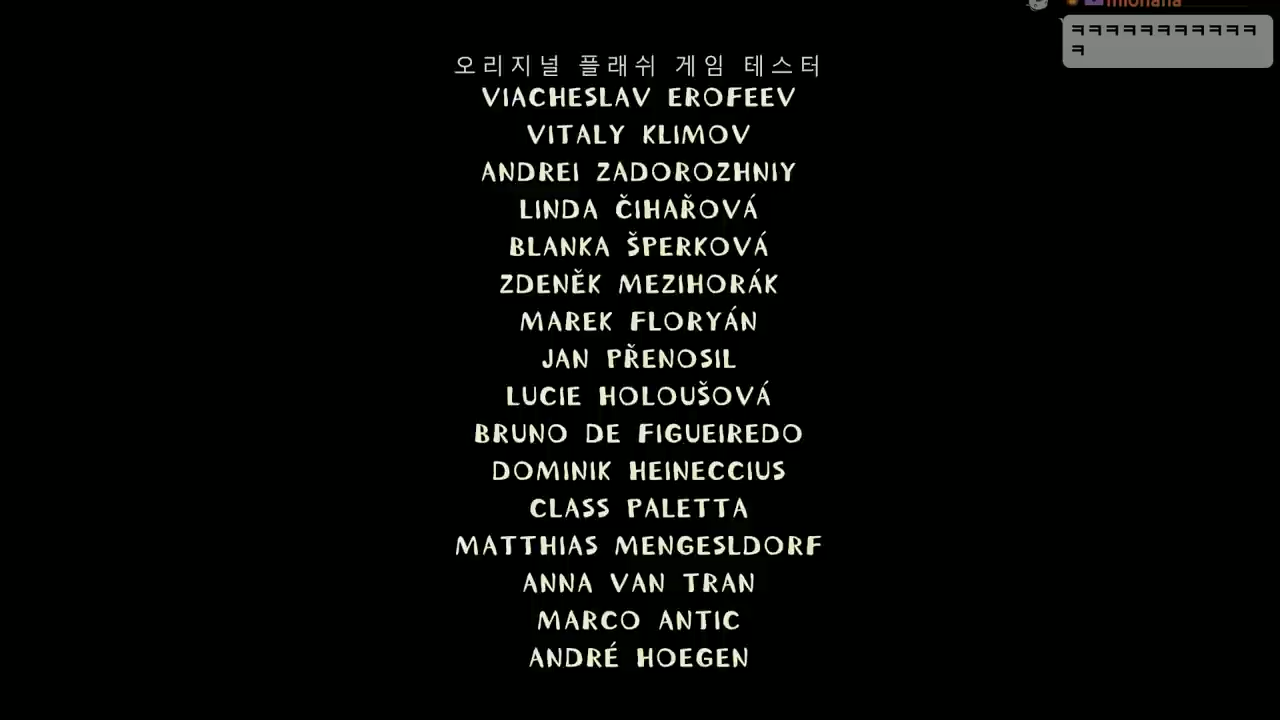 ㅋㅋㅋㅋㅋㅋㅋㅋㅋㅋㅋ
ㅋ
오리지널 플래쉬 게임 테스터
VIACHESLAV EROFEEV
VITALY KLIMOV
ANDREI ZADOROZHNIY
LINDA ČIHAŘOVÁ
BLANKA ŠPERKOVÁ
ZDENĚK MEZIHORÁK
MAREK FLORYÁN
JAN PŘENOSIL
LUCIE HOLOUŠOVÁ
BRUNO DE FIGUEIREDO
DOMINIK HEINECCIUS
CLASS PALETTA
MATTHIAS MENGESLDORF
ANNA VAN TRAN
MARCO ANTIC
ANDRÉ HOEGEN